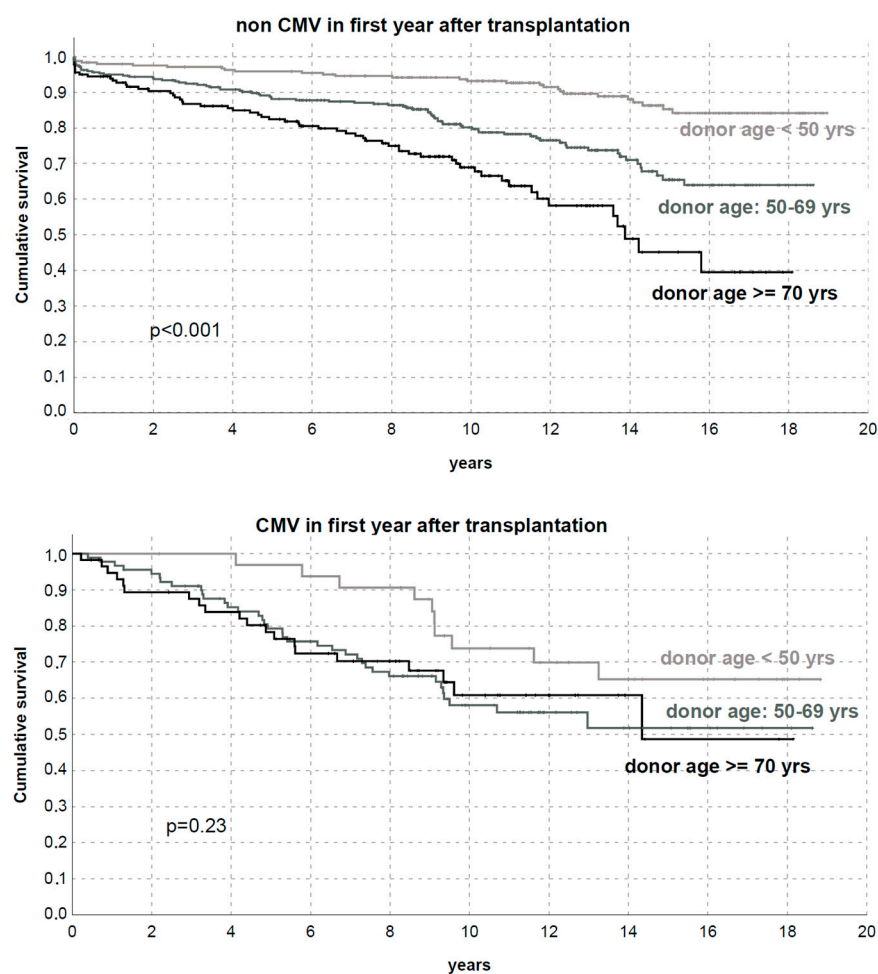 non CMV in first year after transplantation
1,0
0,9
0,8
0,7
0,6
0,5
0,4
0,3
0,2
0,1
0,0
Cumulative survival
donor age < 50 yrs
donor age: 50-69 yrs
donor age >= 70 yrs
p<0.001
0 2 4 6 8 10 12 14 16 18 20
years
CMV in first year after transplantation
1,0
0,9
0,8
0,7
0,6
0,5
0,4
0,3
0,2
0,1
0,0
Cumulative survival
donor age < 50 yrs
donor age: 50-69 yrs
donor age >= 70 yrs
p=0.23
0 2 4 6 8 10 12 14 16 18 20
years